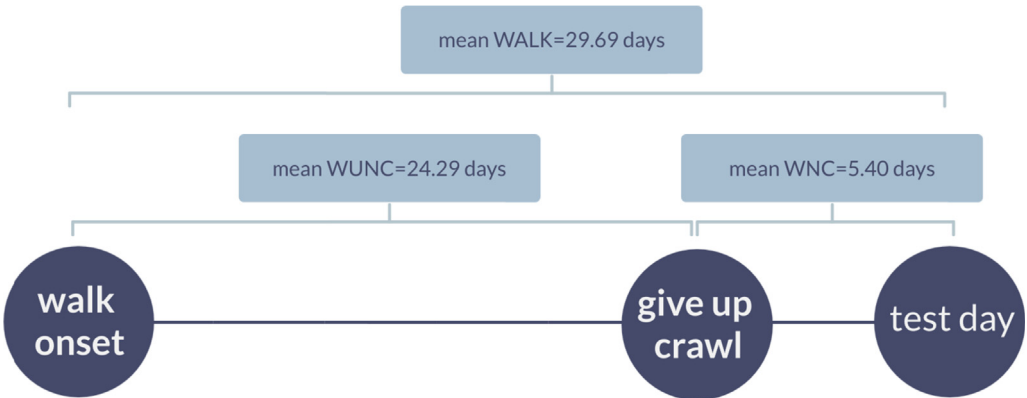 mean WALK=29.69 days
mean WUNC=24.29 days
mean WNC=5.40 days
walk
onset
give up
crawl
test day